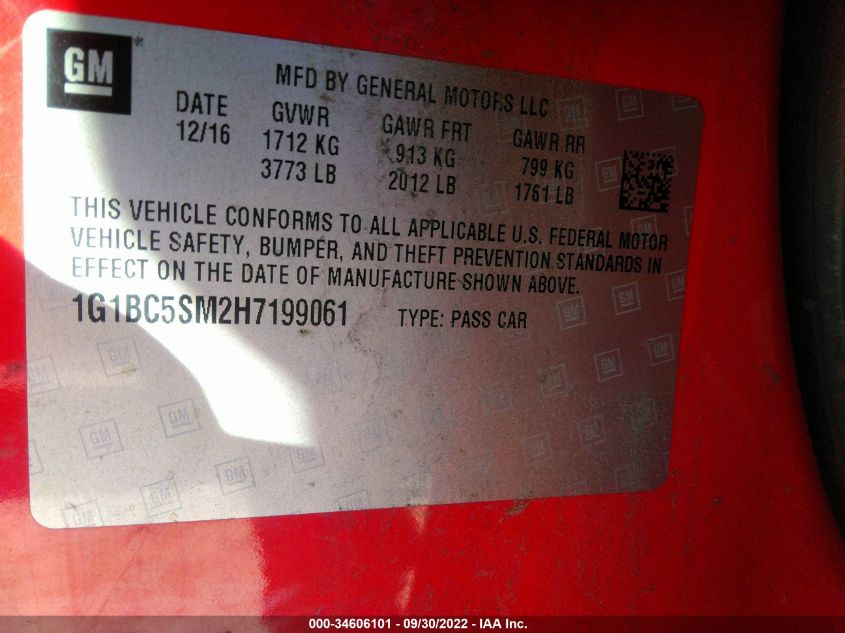 GM
MFD BY GENERAL MOTORS LLC
DATE GVWR GAWR FRT GAWR RR
12/16 1712 KG 913 KG 799 KG
3773 LB 2012 LB 1761 LB
THIS VEHICLE CONFORMS TO ALL APPLICABLE U.S. FEDERAL MOTOR
VEHICLE SAFETY, BUMPER, AND THEFT PREVENTION STANDARDS IN
EFFECT ON THE DATE OF MANUFACTURE SHOWN ABOVE.
1G1BC5SM2H7199061 TYPE: PASS CAR
000-34606101 - 09/30/2022 - IAA Inc.